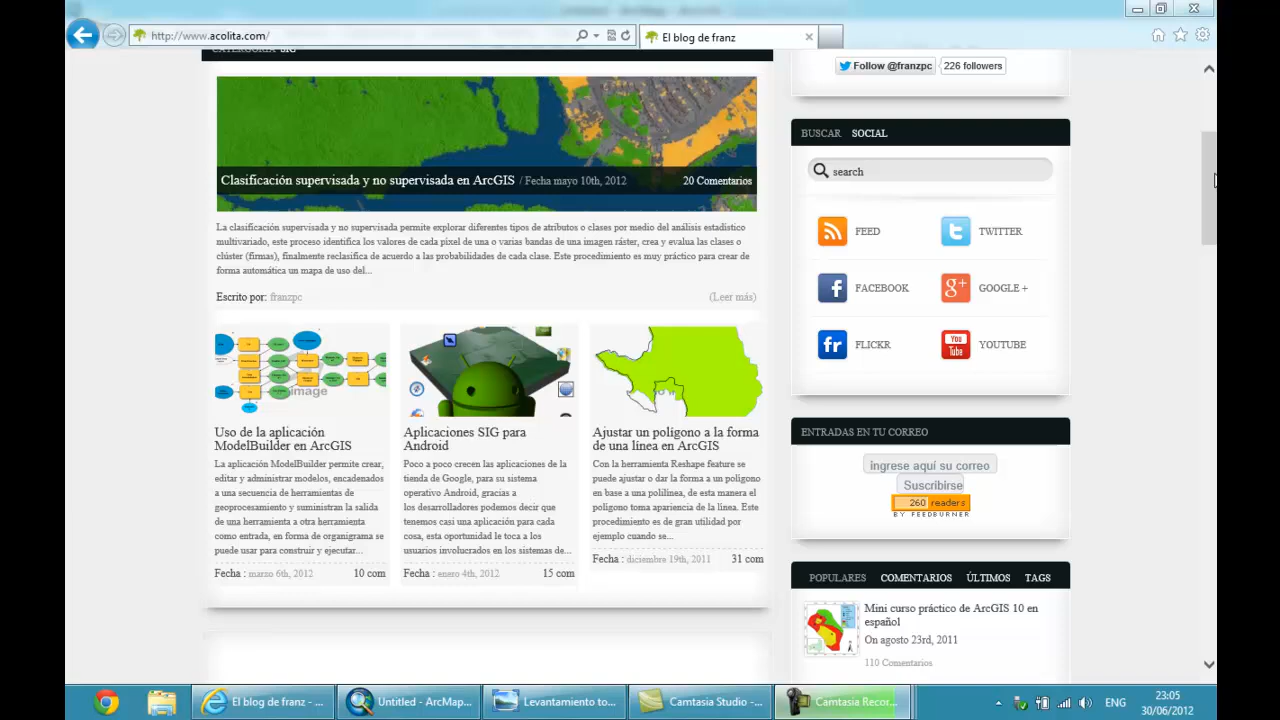 http://www.acolita.com/
El blog de franz
CATERGORIA SIG
Clasificación supervisada y no supervisada en ArcGIS / Fecha mayo 10th, 2012 20 Comentarios
La clasificación supervisada y no supervisada permite explorar diferentes tipos de atributos o clases por medio del análisis estadístico
multivariado, este proceso identifica los valores de cada pixel de una o varias bandas de una imagen ráster, crea y evalua las clases o
clúster (firmas), finalmente reclasifica de acuerdo a las probabilidades de cada clase. Este procedimiento es muy práctico para crear de
forma automática un mapa de uso del...
Escrito por: franzpc (Leer más)
image
Uso de la aplicación
ModelBuilder en ArcGIS
La aplicación ModelBuilder permite crear,
editar y administrar modelos, encadenados
a una secuencia de herramientas de
geoprocesamiento y suministran la salida
de una herramienta a otra herramienta
como entrada, en forma de organigrama se
puede usar para construir y ejecutar...
Fecha : marzo 6th, 2012 10 com
Aplicaciones SIG para
Android
Poco a poco crecen las aplicaciones de la
tienda de Google, para su sistema
operativo Android, gracias a
los desarrolladores podemos decir que
tenemos casi una aplicación para cada
cosa, esta oportunidad le toca a los
usuarios involucrados en los sistemas de...
Fecha : enero 4th, 2012 15 com
Ajustar un polígono a la forma
de una línea en ArcGIS
Con la herramienta Reshape feature se
puede ajustar o dar la forma a un polígono
en base a una polilínea, de esta manera el
polígono toma apariencia de la línea. Este
procedimiento es de gran utilidad por
ejemplo cuando se...
Fecha : diciembre 19th, 2011 31 com
Follow @franzpc 226 followers
BUSCAR SOCIAL
search
FEED TWITTER
FACEBOOK GOOGLE +
FLICKR YOUTUBE
ENTRADAS EN TU CORREO
ingrese aquí su correo
Suscribirse
260 readers
BY FEEDBURNER
POPULARES COMENTARIOS ÚLTIMOS TAGS
Mini curso práctico de ArcGIS 10 en
español
On agosto 23rd, 2011
110 Comentarios
El blog de franz - ... Untitled - ArcMap... Levantamiento to... Camtasia Studio -... Camtasia Recor...
ENG
23:05
30/06/2012